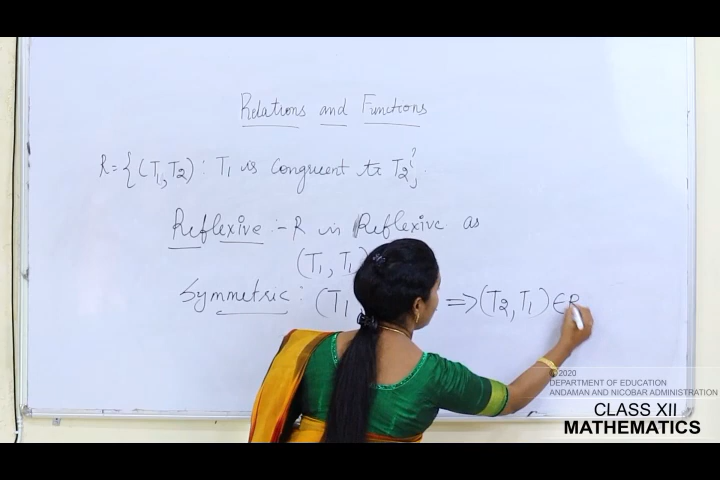 Relations and Functions
R = {(T1, T2) : T1 is congruent to T2}.
Reflexive :- R is Reflexive as
(T1, T1)
Symmetric : (T1 ⇒ (T2, T1) ∈ R
©2020
DEPARTMENT OF EDUCATION
ANDAMAN AND NICOBAR ADMINISTRATION
CLASS XII
MATHEMATICS